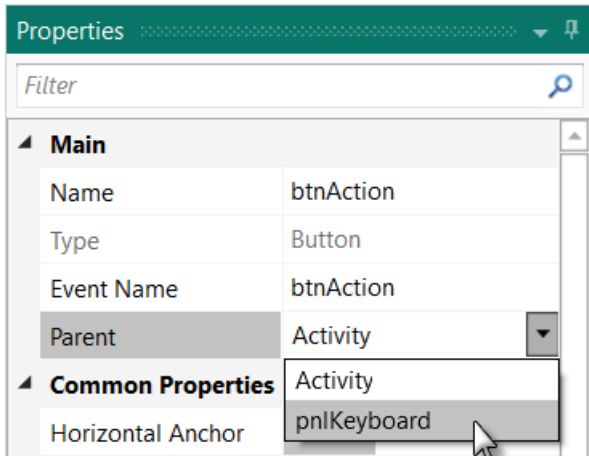 Properties
Filter
Main
Name btnAction
Type Button
Event Name btnAction
Parent Activity
Common Properties Activity
pnlKeyboard
Horizontal Anchor